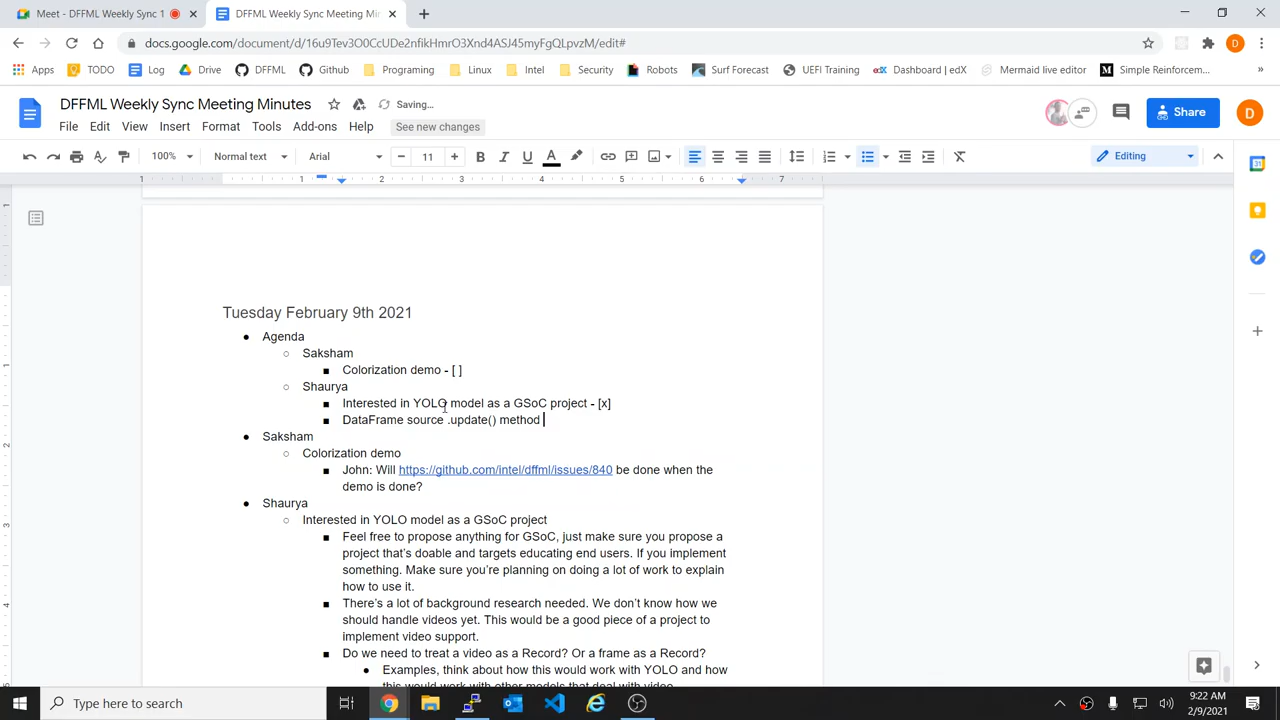 Meet - DFFML Weekly Sync 1
DFFML Weekly Sync Meeting Mi
docs.google.com/document/d/16u9Tev3O0CcUDe2nfikHmrO3Xnd4ASJ45myFgQLpvzM/edit#
Apps TODO Log Drive DFFML Github Programing Linux Intel Security Robots Surf Forecast UEFI Training Dashboard | edX Mermaid live editor Simple Reinforcem...
DFFML Weekly Sync Meeting Minutes Saving...
File Edit View Insert Format Tools Add-ons Help See new changes
Share
D
100% Normal text Arial 11 Editing
1 1 2 3 4 5 6 7
Tuesday February 9th 2021
● Agenda
○ Saksham
■ Colorization demo - [ ]
○ Shaurya
■ Interested in YOLO model as a GSoC project - [x]
■ DataFrame source .update() method
● Saksham
○ Colorization demo
■ John: Will https://github.com/intel/dffml/issues/840 be done when the
demo is done?
● Shaurya
○ Interested in YOLO model as a GSoC project
■ Feel free to propose anything for GSoC, just make sure you propose a
project that's doable and targets educating end users. If you implement
something. Make sure you're planning on doing a lot of work to explain
how to use it.
■ There's a lot of background research needed. We don't know how we
should handle videos yet. This would be a good piece of a project to
implement video support.
■ Do we need to treat a video as a Record? Or a frame as a Record?
● Examples, think about how this would work with YOLO and how
this would work with other models that deal with video
Type here to search
9:22 AM
2/9/2021